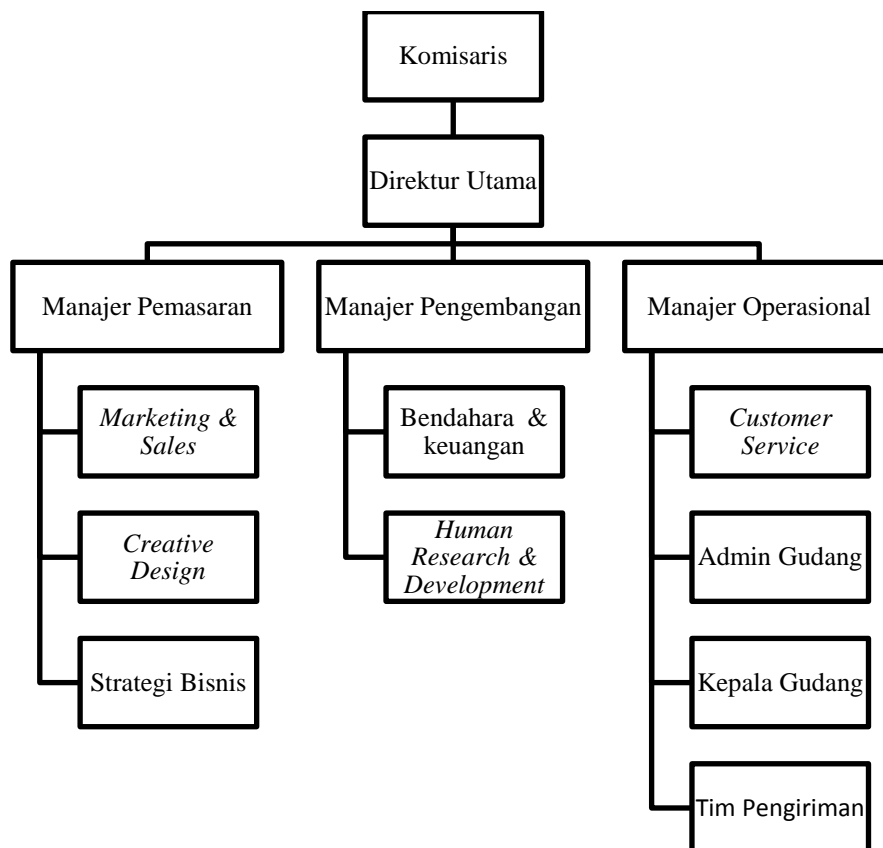 Komisaris
Direktur Utama
Manajer Pemasaran
Manajer Pengembangan
Manajer Operasional
Marketing &
Sales
Creative
Design
Strategi Bisnis
Bendahara &
keuangan
Human
Research &
Development
Customer
Service
Admin Gudang
Kepala Gudang
Tim Pengiriman